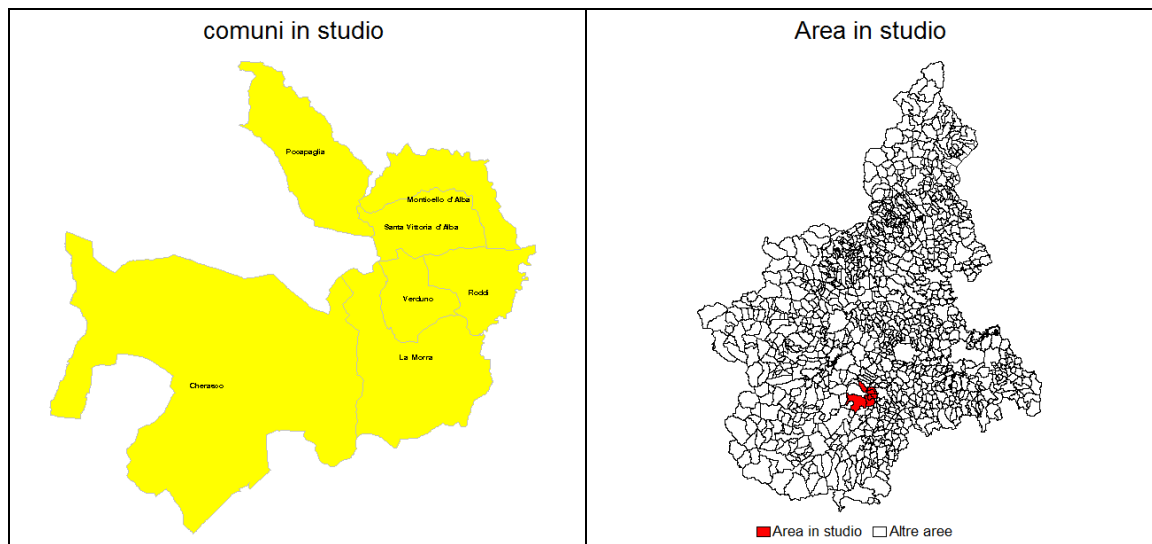 comuni in studio
Pocapaglia
Monticello d'Alba
Santa Vittoria d'Alba
Roddi
Verduno
La Morra
Cherasco
Area in studio
Area in studio
Altre aree